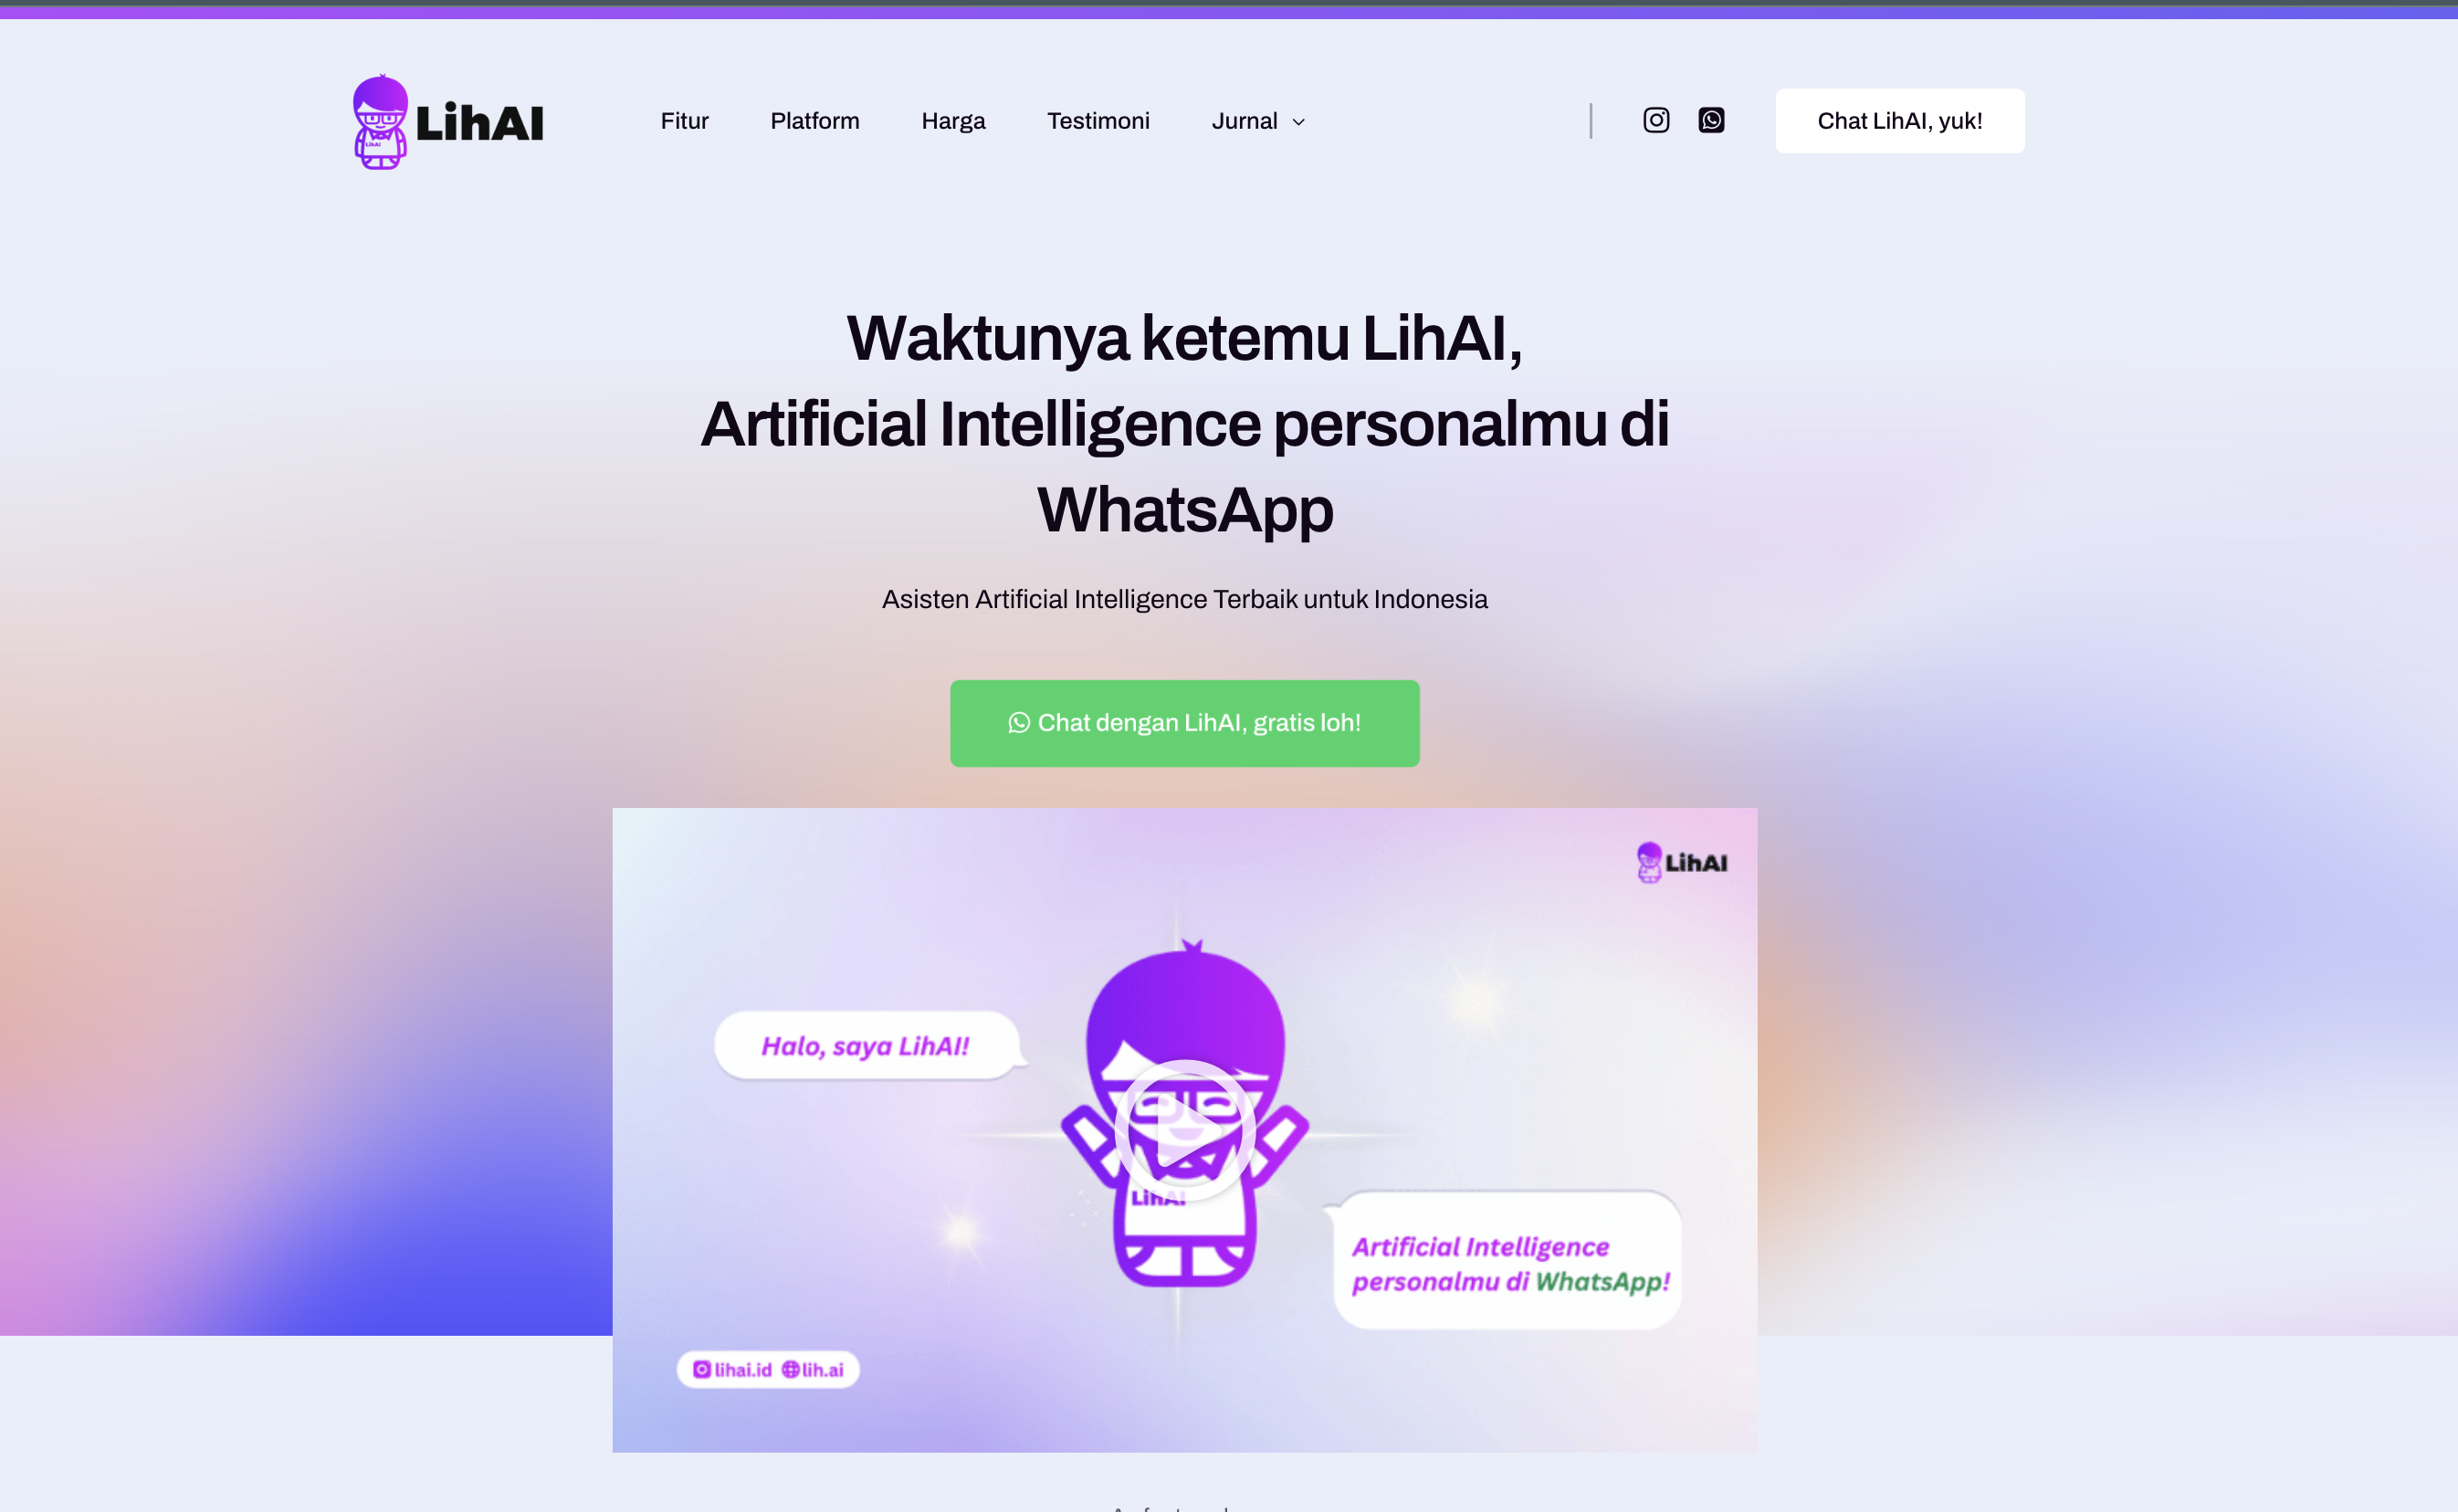 LihAI
LihAI
Fitur
Platform
Harga
Testimoni
Jurnal
Chat LihAI, yuk!
Waktunya ketemu LihAI,
Artificial Intelligence personalmu di
WhatsApp
Asisten Artificial Intelligence Terbaik untuk Indonesia
Chat dengan LihAI, gratis loh!
LihAI
Halo, saya LihAI!
LihAI
Artificial Intelligence
personalmu di WhatsApp!
lihai.id lih.ai